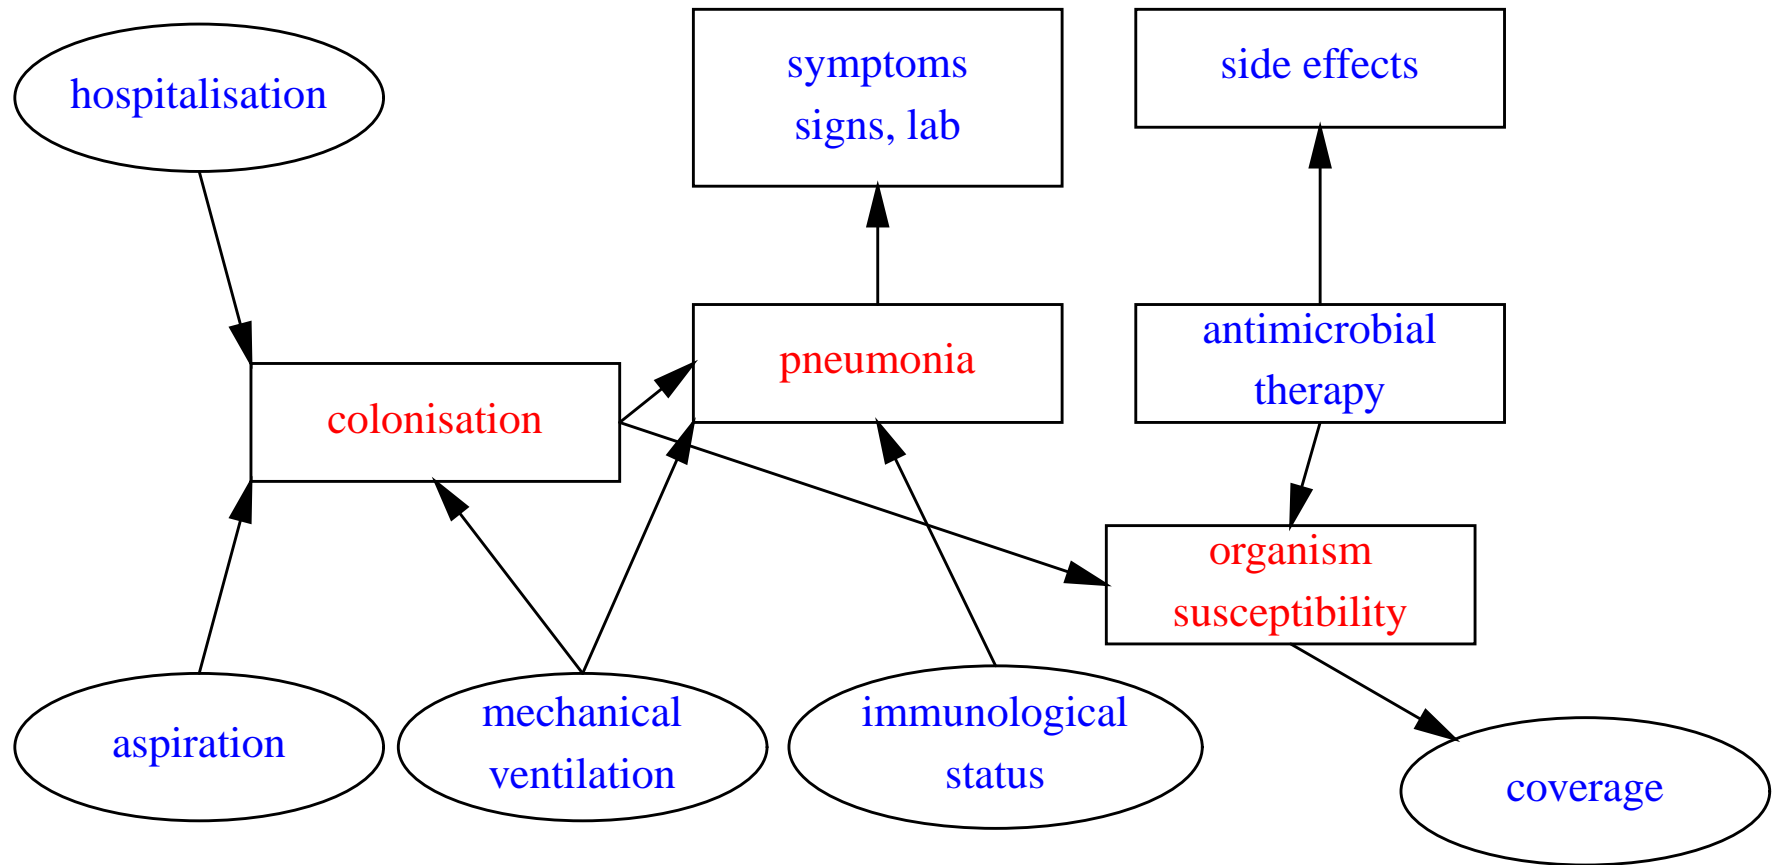 hospitalisation
symptoms
signs, lab
side effects
colonisation
pneumonia
antimicrobial
therapy
organism
susceptibility
aspiration
mechanical
ventilation
immunological
status
coverage